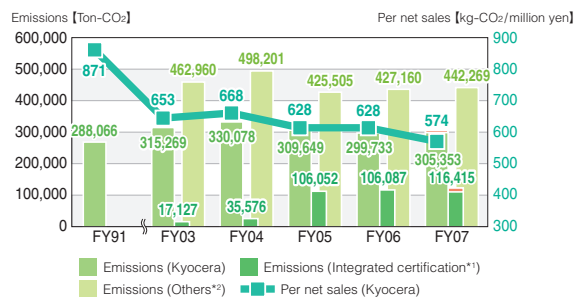 Emissions【Ton-CO2】 Per net sales【kg-CO2/million yen】
600,000 900
500,000 800
400,000 700
300,000 600
200,000 500
100,000 400
0 300
871 653 668 628 628 574
462,960 498,201 425,505 427,160 442,269
288,066 315,269 330,078 309,649 299,733 305,353
17,127 35,576 106,052 106,087 116,415
FY91 FY03 FY04 FY05 FY06 FY07
Emissions (Kyocera) Emissions (Integrated certification*1)
Emissions (Others*2) Per net sales (Kyocera)